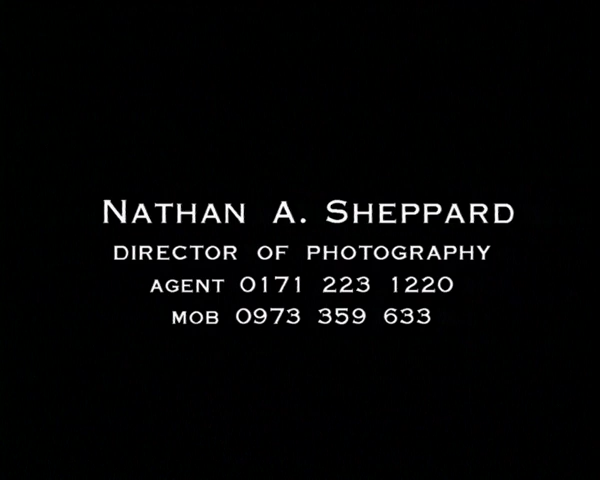 NATHAN A. SHEPPARD
DIRECTOR OF PHOTOGRAPHY
AGENT 0171 223 1220
MOB 0973 359 633